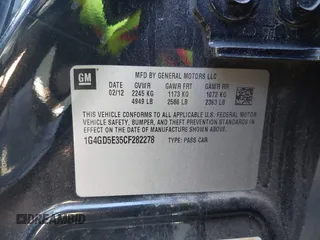 GM
MFD BY GENERAL MOTORS LLC
DATE GVWR GAWR FRT GAWR RR
02/12 2245 KG 1173 KG 1072 KG
4949 LB 2586 LB 2363 LB
THIS VEHICLE CONFORMS TO ALL APPLICABLE U.S. FEDERAL MOTOR
VEHICLE SAFETY, BUMPER, AND THEFT PREVENTION STANDARDS IN
EFFECT ON THE DATE OF MANUFACTURE SHOWN ABOVE.
1G4GD5E35CF282278 TYPE: PASS CAR
DREAMBID